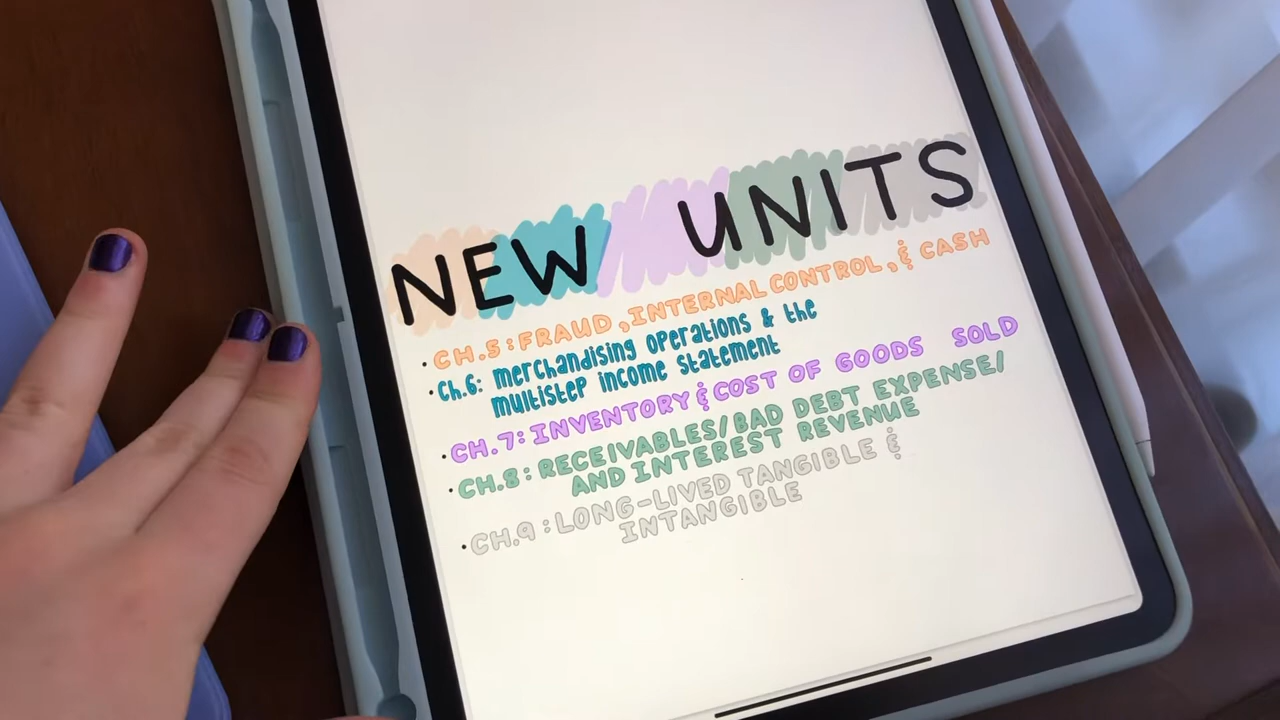 NEW UNITS
• CH.5: FRAUD, INTERNAL CONTROL, & CASH
• Ch.6: merchandising operations & the
multistep income statement
• CH.7: INVENTORY & COST OF GOODS SOLD
• CH.8: RECEIVABLES/BAD DEBT EXPENSE/
AND INTEREST REVENUE
• CH.9: LONG-LIVED TANGIBLE &
INTANGIBLE